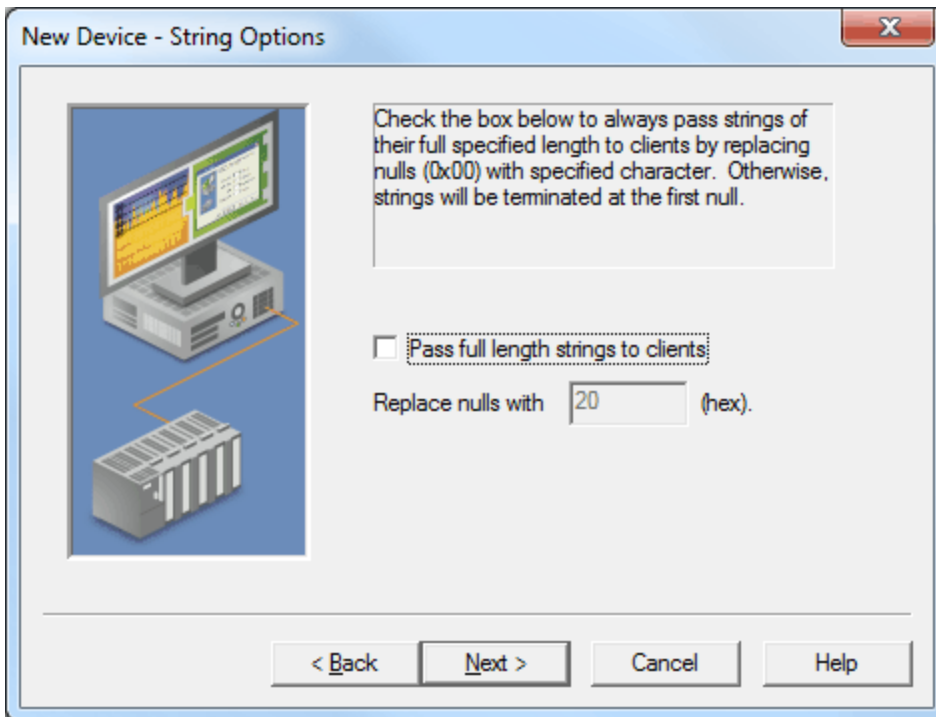 New Device - String Options
Check the box below to always pass strings of
their full specified length to clients by replacing
nulls (0x00) with specified character.  Otherwise,
strings will be terminated at the first null.
Pass full length strings to clients
Replace nulls with 20 (hex).
< Back Next > Cancel Help